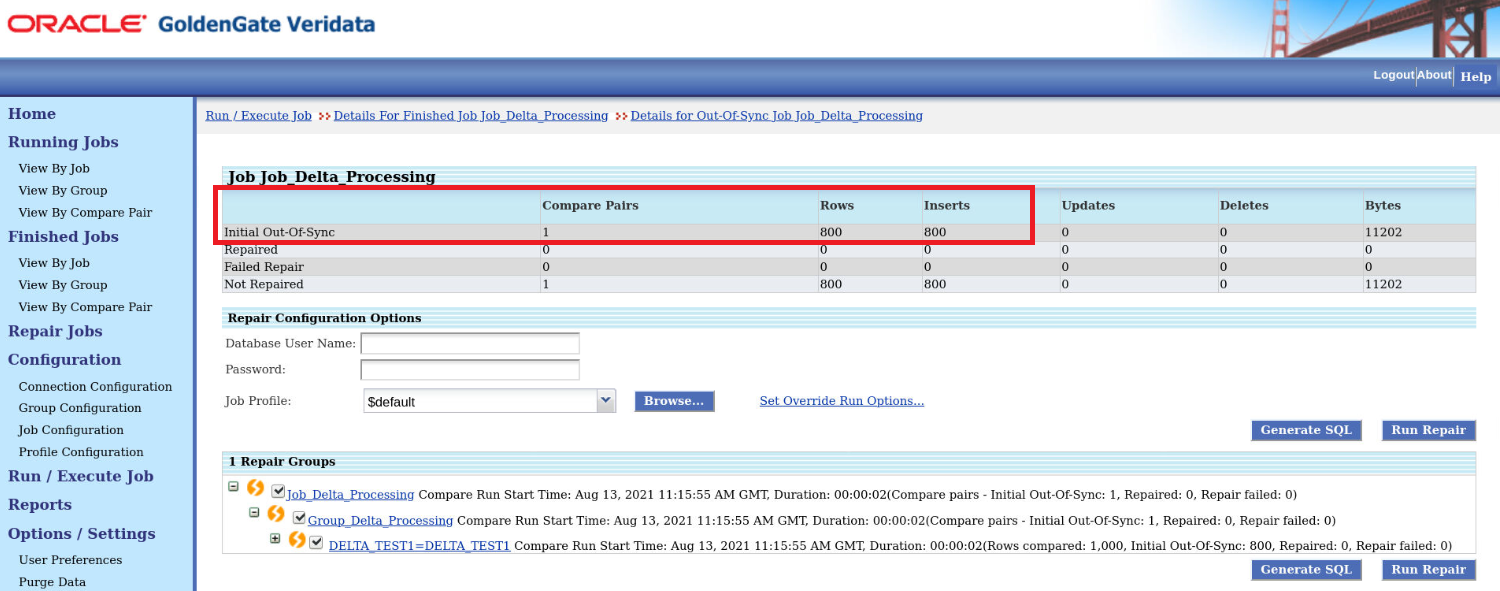 ORACLE GoldenGate Veridata
Logout About Help
Home
Running Jobs
View By Job
View By Group
View By Compare Pair
Finished Jobs
View By Job
View By Group
View By Compare Pair
Repair Jobs
Configuration
Connection Configuration
Group Configuration
Job Configuration
Profile Configuration
Run / Execute Job
Reports
Options / Settings
User Preferences
Purge Data
Run / Execute Job Details For Finished Job Job_Delta_Processing Details for Out-Of-Sync Job Job_Delta_Processing
Job Job_Delta_Processing
Compare Pairs Rows Inserts Updates Deletes Bytes
Initial Out-Of-Sync 1 800 800 0 0 11202
Repaired 0 0 0 0 0 0
Failed Repair 0 0 0 0 0 0
Not Repaired 1 800 800 0 0 11202
Repair Configuration Options
Database User Name:
Password:
Job Profile: $default Browse... Set Override Run Options...
Generate SQL Run Repair
1 Repair Groups
Job_Delta_Processing Compare Run Start Time: Aug 13, 2021 11:15:55 AM GMT, Duration: 00:00:02(Compare pairs - Initial Out-Of-Sync: 1, Repaired: 0, Repair failed: 0)
Group_Delta_Processing Compare Run Start Time: Aug 13, 2021 11:15:55 AM GMT, Duration: 00:00:02(Compare pairs - Initial Out-Of-Sync: 1, Repaired: 0, Repair failed: 0)
DELTA_TEST1=DELTA_TEST1 Compare Run Start Time: Aug 13, 2021 11:15:55 AM GMT, Duration: 00:00:02(Rows compared: 1,000, Initial Out-Of-Sync: 800, Repaired: 0, Repair failed: 0)
Generate SQL Run Repair